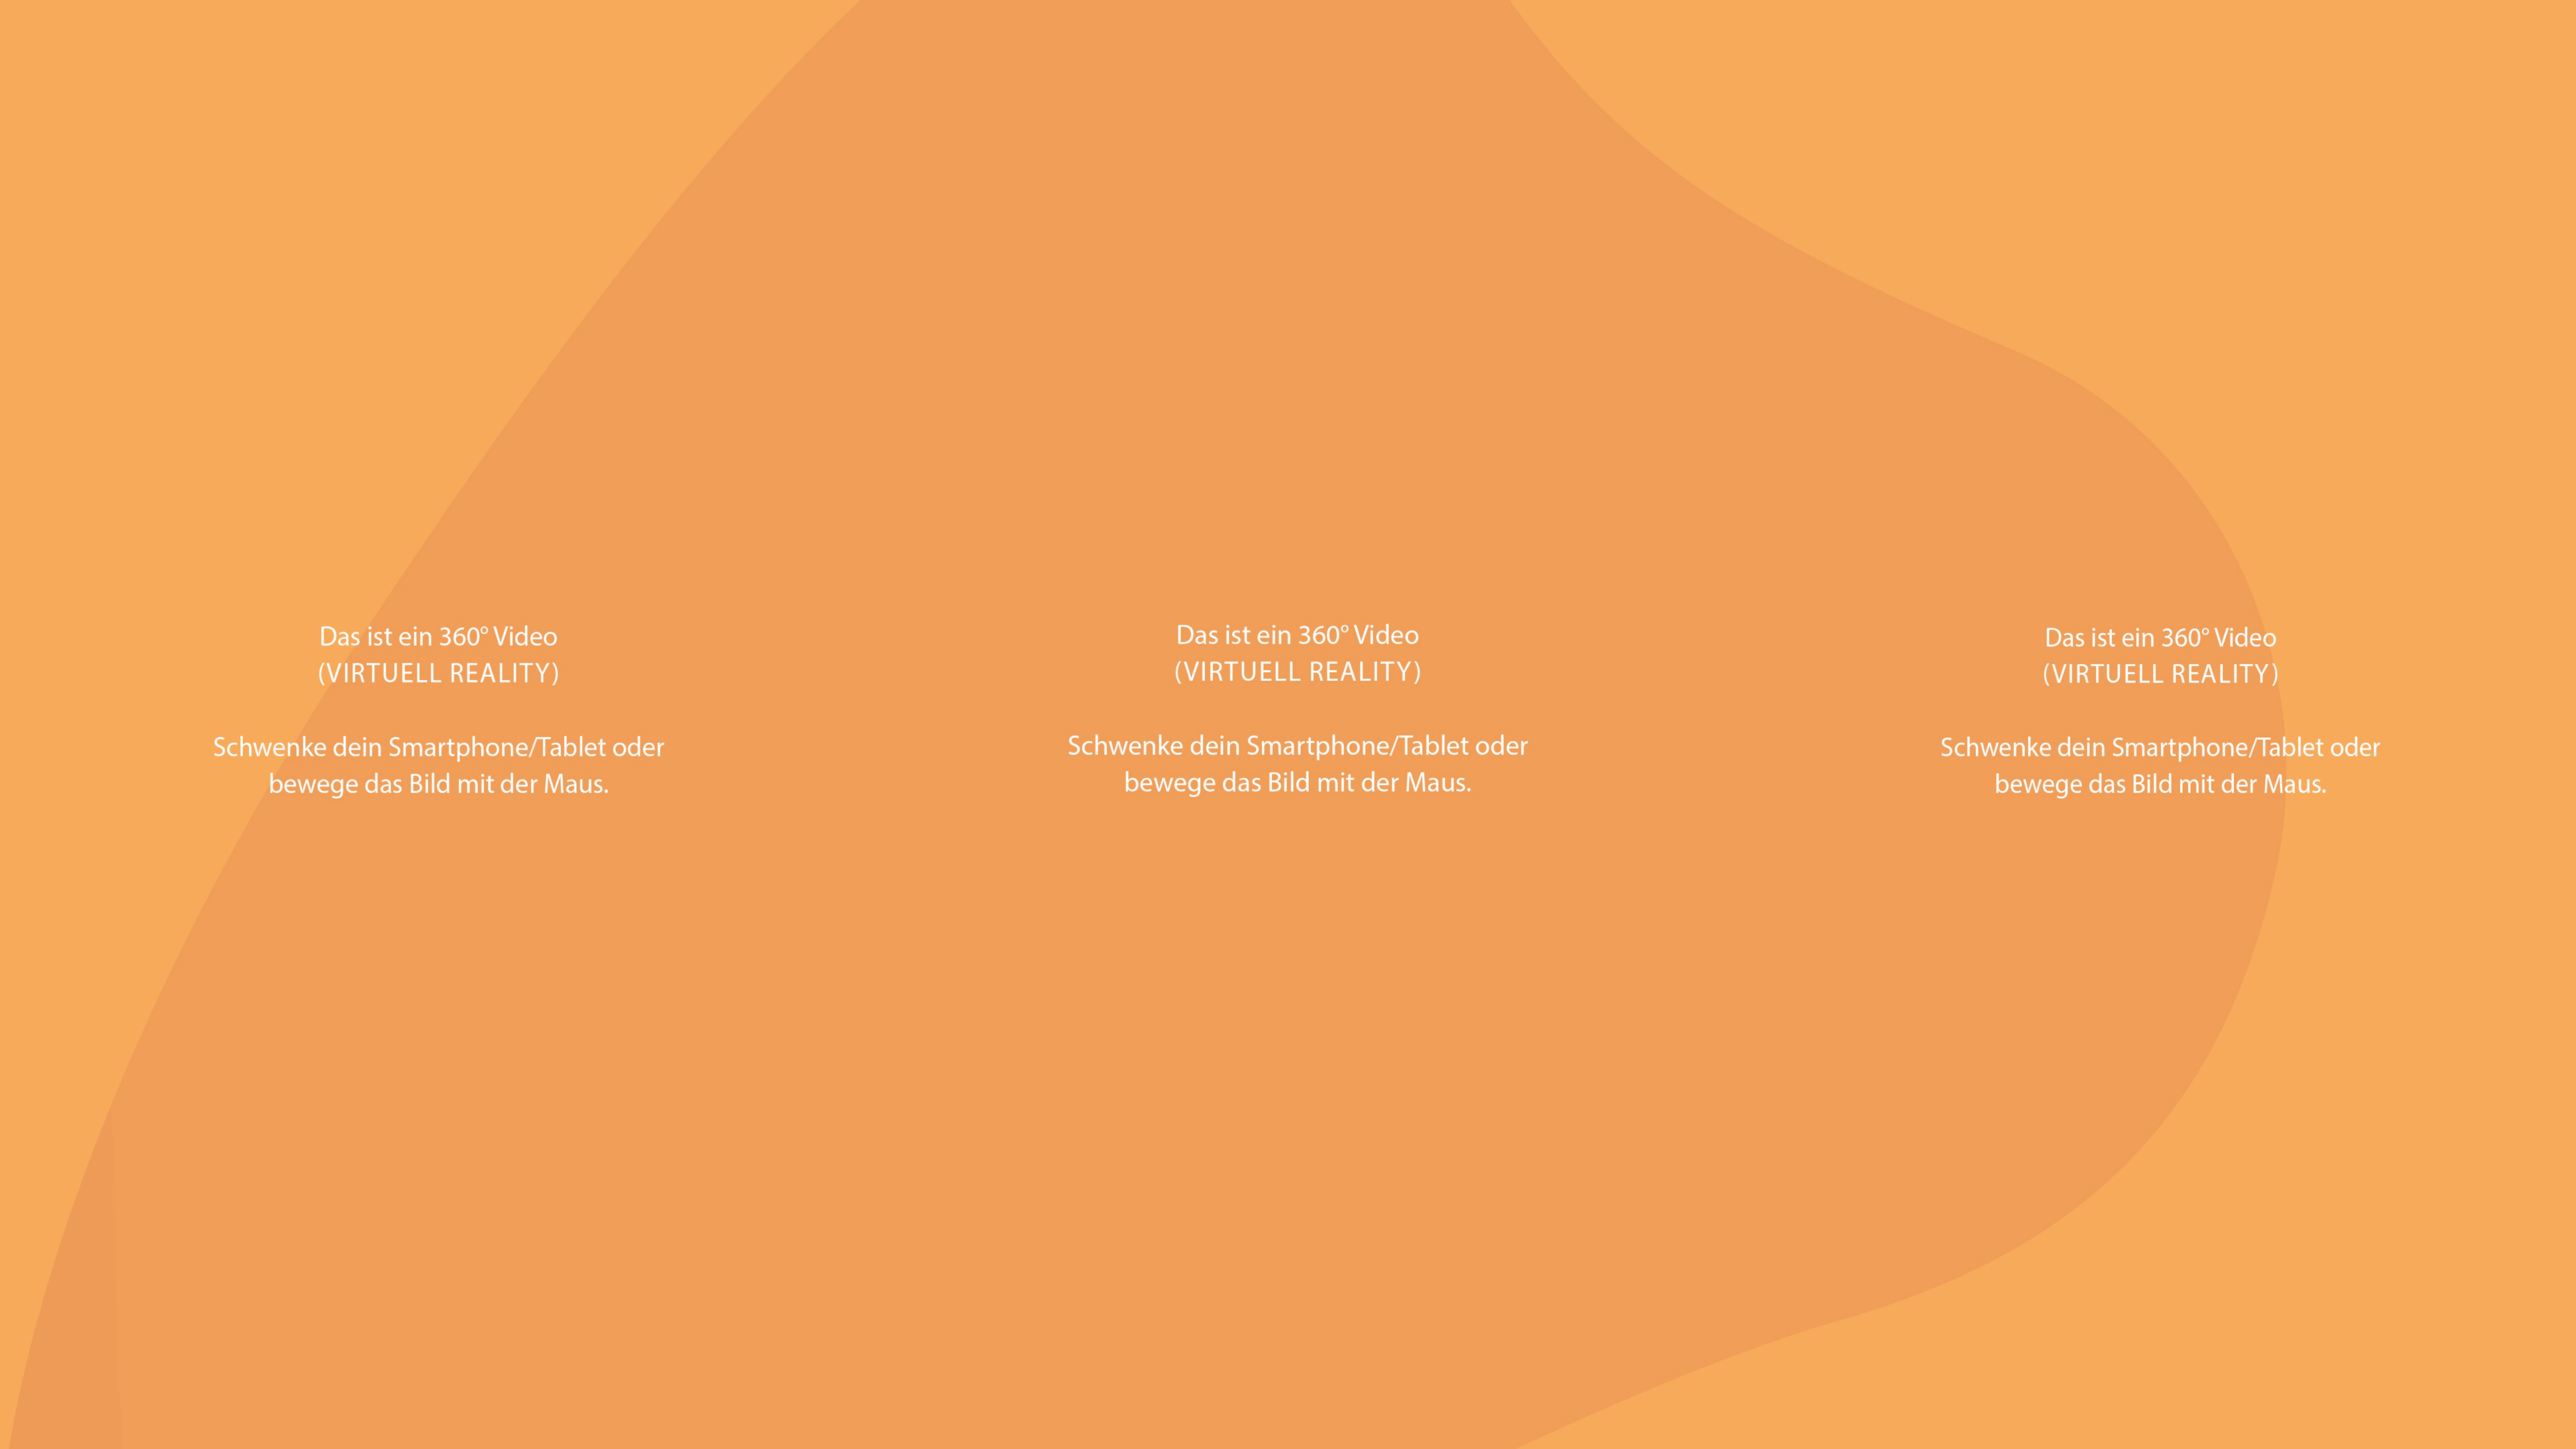 Das ist ein 360° Video
(VIRTUELL REALITY)
Schwenke dein Smartphone/Tablet oder
bewege das Bild mit der Maus.
Das ist ein 360° Video
(VIRTUELL REALITY)
Schwenke dein Smartphone/Tablet oder
bewege das Bild mit der Maus.
Das ist ein 360° Video
(VIRTUELL REALITY)
Schwenke dein Smartphone/Tablet oder
bewege das Bild mit der Maus.